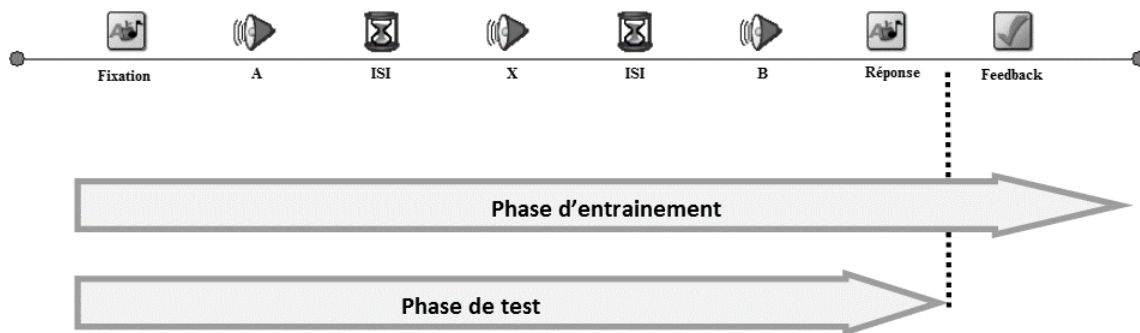 Fixation A ISI X ISI B Réponse Feedback
Phase d'entrainement
Phase de test